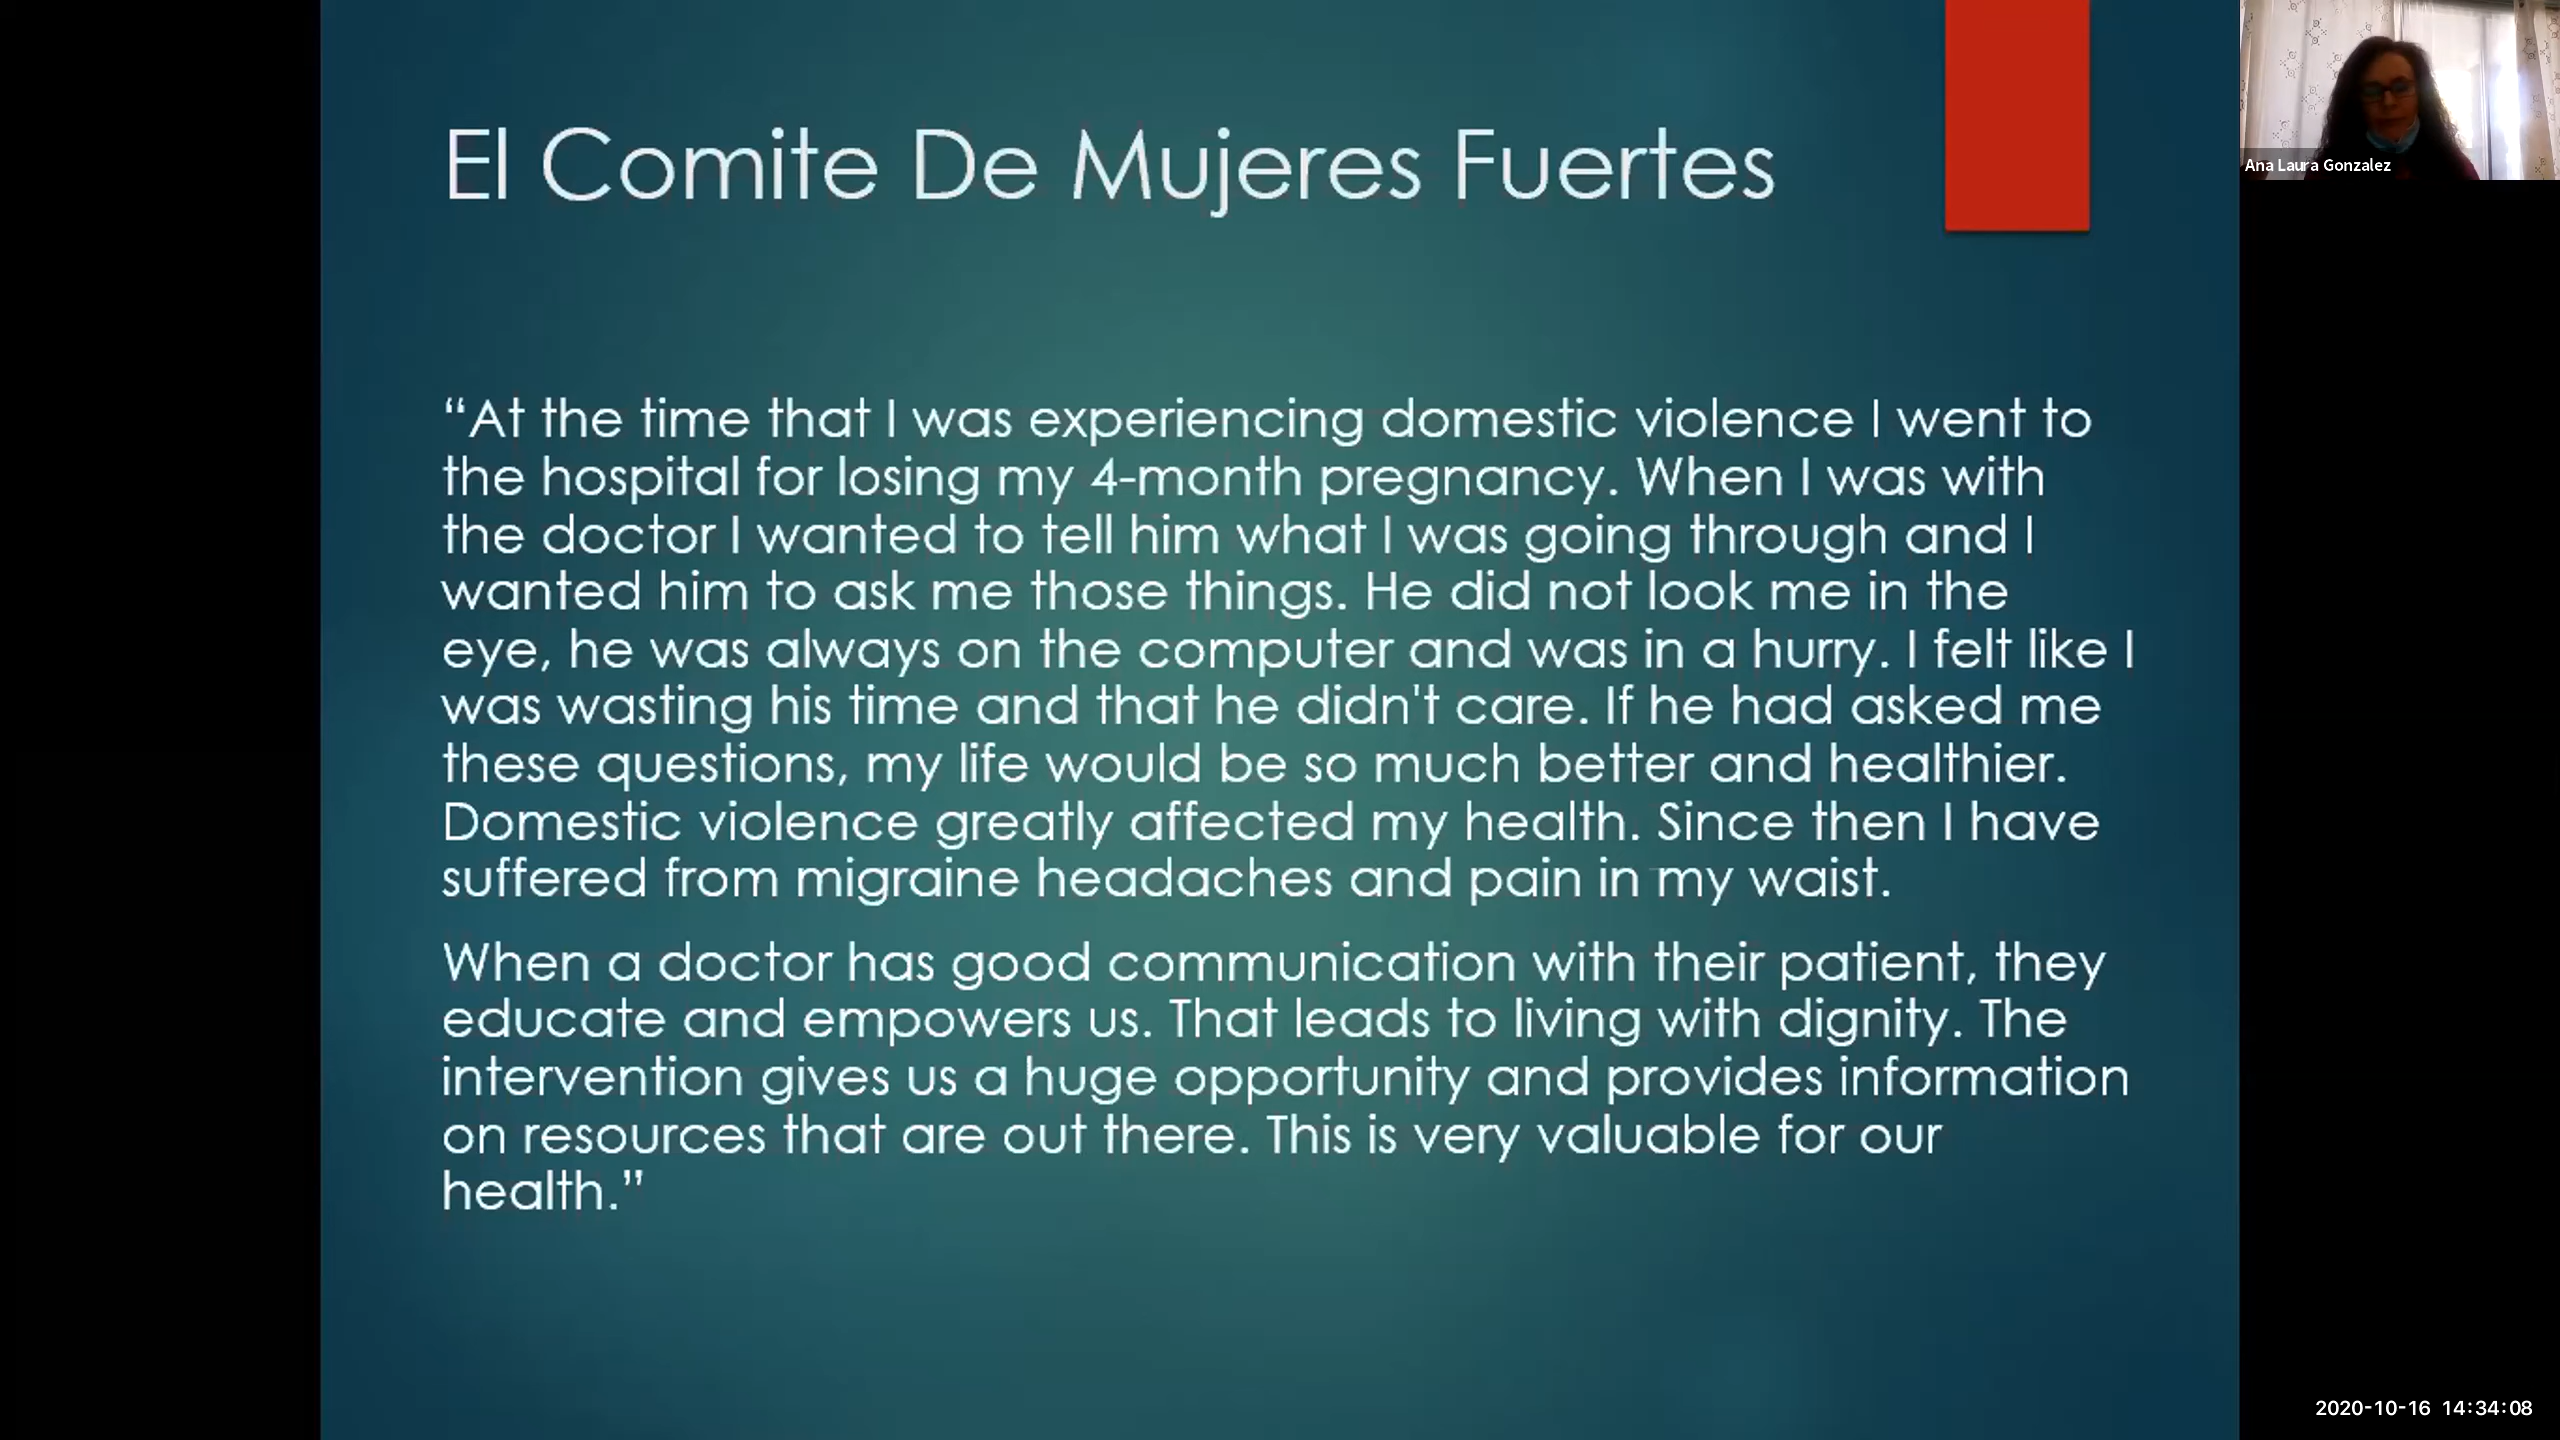 El Comite De Mujeres Fuertes
Ana Laura Gonzalez
“At the time that I was experiencing domestic violence I went to
the hospital for losing my 4-month pregnancy. When I was with
the doctor I wanted to tell him what I was going through and I
wanted him to ask me those things. He did not look me in the
eye, he was always on the computer and was in a hurry. I felt like I
was wasting his time and that he didn't care. If he had asked me
these questions, my life would be so much better and healthier.
Domestic violence greatly affected my health. Since then I have
suffered from migraine headaches and pain in my waist.
When a doctor has good communication with their patient, they
educate and empowers us. That leads to living with dignity. The
intervention gives us a huge opportunity and provides information
on resources that are out there. This is very valuable for our
health.”
2020-10-16 14:34:08